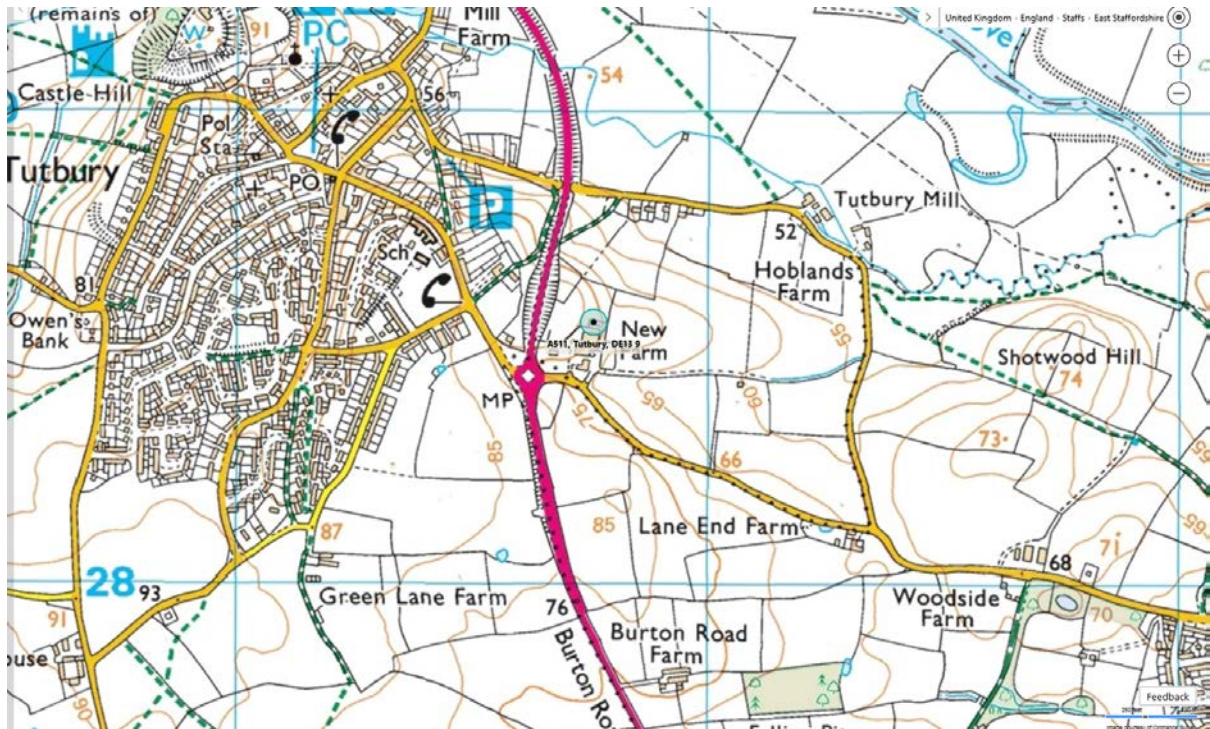 (remains of)
91
PC
Mill
Farm
United Kingdom - England - Staffs - East Staffordshire
W
54
Castle Hill
56
Pol
Sta
Tutbury
PO
P
Tutbury Mill
52
Sch
Hoblands
Farm
81
Owen's
Bank
New
Farm
A511, Tutbury, DE13 9
55
Shotwood Hill
74
MP
75
65
60
85
73
66
65
85
Lane End Farm
87
71
65
28
93
Green Lane Farm
68
Woodside
Farm
70
76
91
Burton Road
Farm
Burton Ro
ouse
90
Feedback